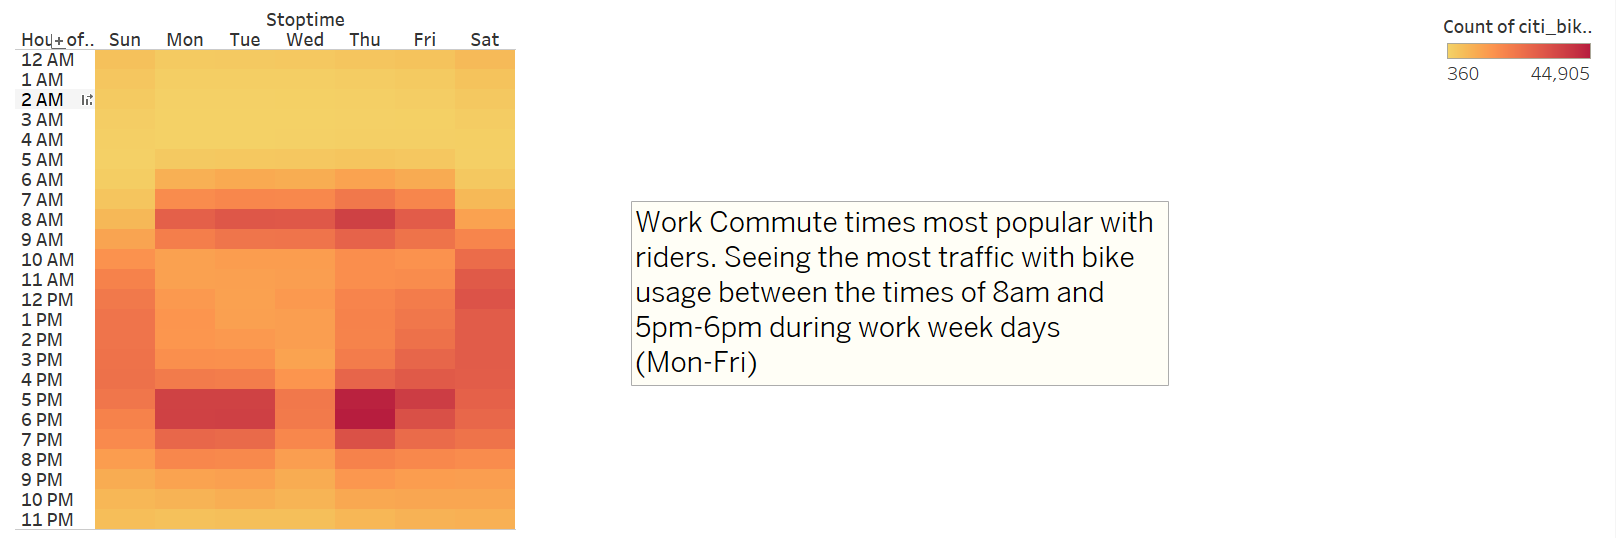 Stoptime
Hou of.. Sun Mon Tue Wed Thu Fri Sat
12 AM
1 AM
2 AM
3 AM
4 AM
5 AM
6 AM
7 AM
8 AM
9 AM
10 AM
11 AM
12 PM
1 PM
2 PM
3 PM
4 PM
5 PM
6 PM
7 PM
8 PM
9 PM
10 PM
11 PM
Work Commute times most popular with
riders. Seeing the most traffic with bike
usage between the times of 8am and
5pm-6pm during work week days
(Mon-Fri)
Count of citi_bik..
360 44,905